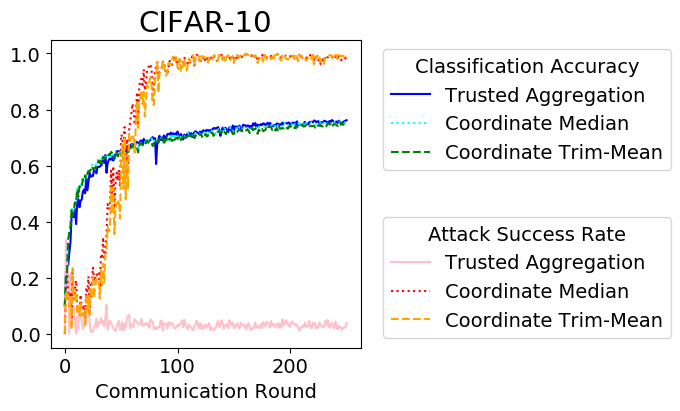 CIFAR-10
1.0
0.8
0.6
0.4
0.2
0.0
0
100
200
Communication Round
Classification Accuracy
Trusted Aggregation
Coordinate Median
Coordinate Trim-Mean
Attack Success Rate
Trusted Aggregation
Coordinate Median
Coordinate Trim-Mean